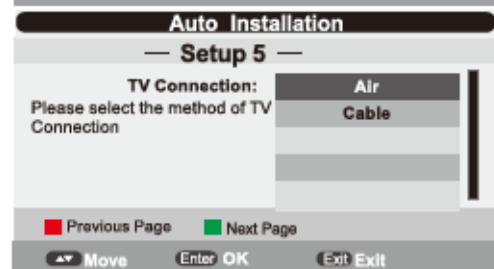 Auto Installation
— Setup 5 —
TV Connection:
Please select the method of TV
Connection
Air
Cable
Previous Page Next Page
Move Enter OK Exit Exit